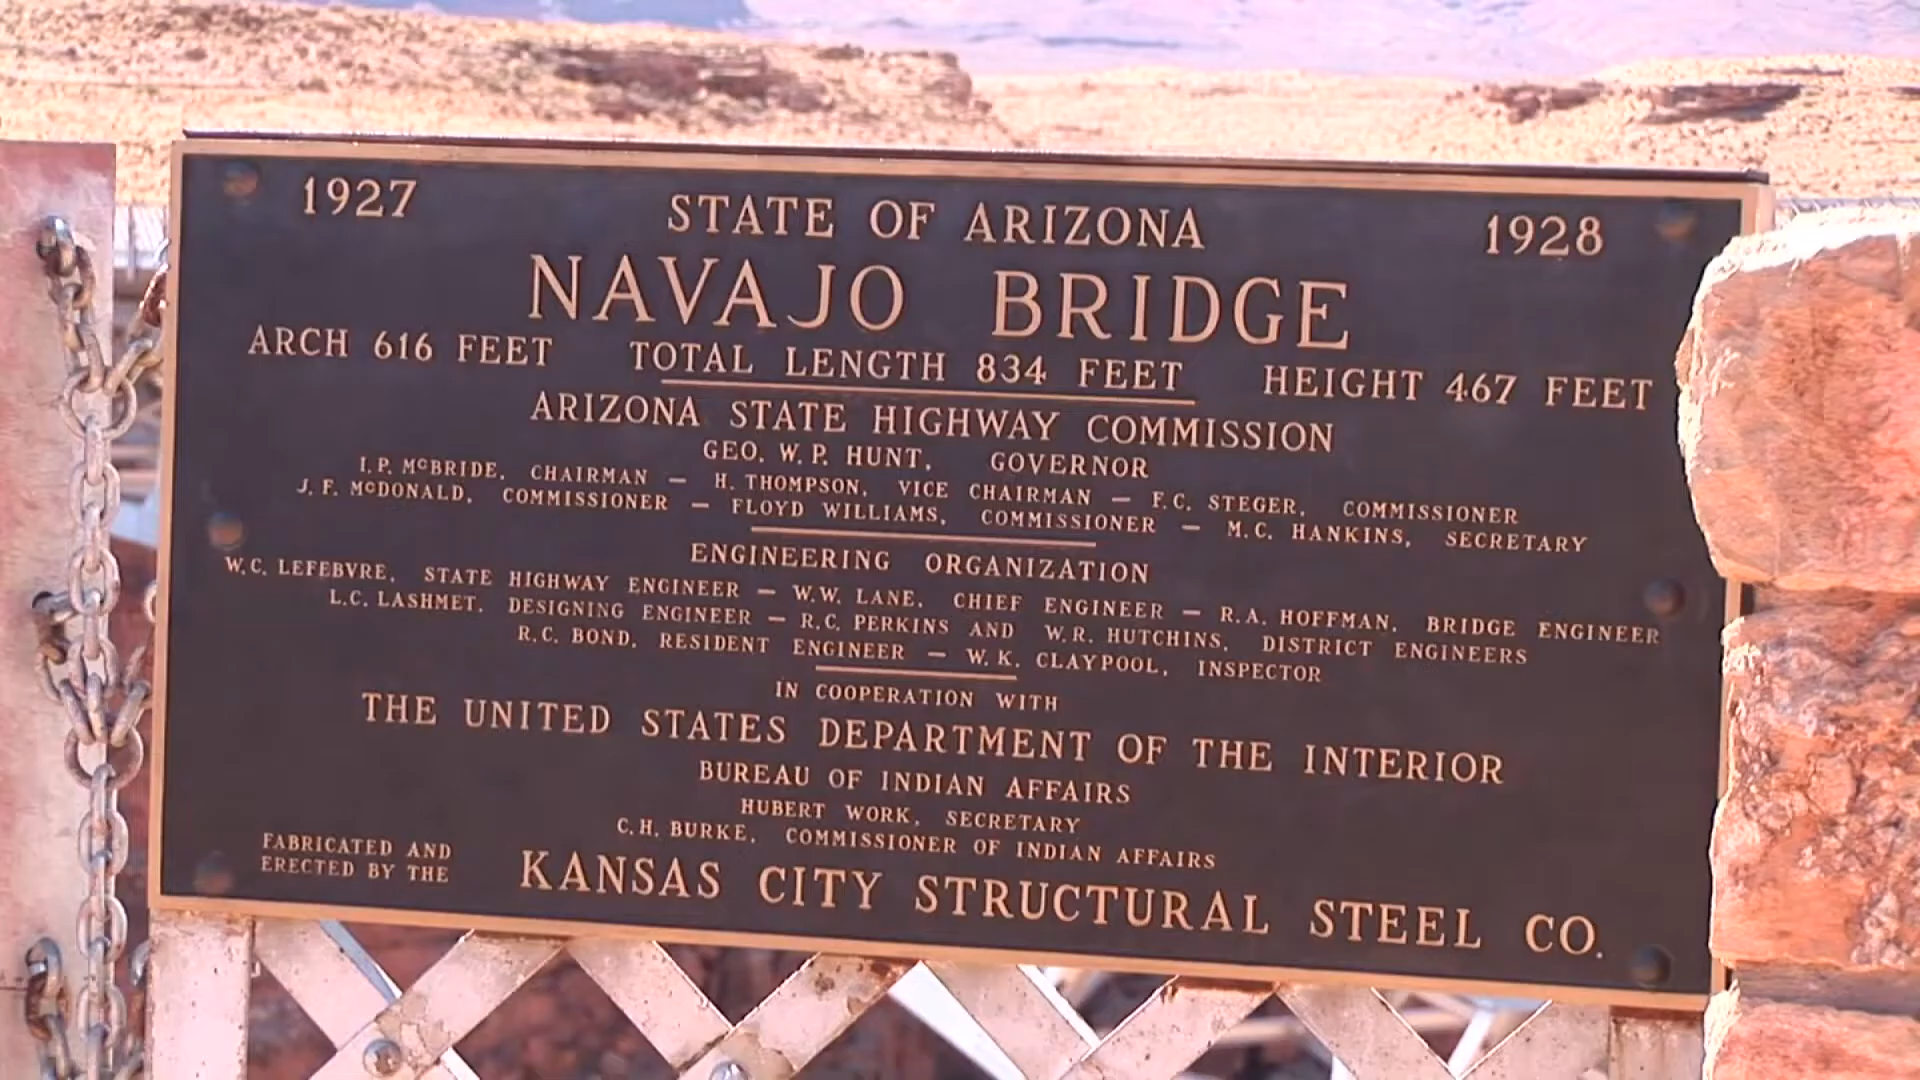 1927 STATE OF ARIZONA 1928
NAVAJO BRIDGE
ARCH 616 FEET TOTAL LENGTH 834 FEET HEIGHT 467 FEET
ARIZONA STATE HIGHWAY COMMISSION
GEO. W. P. HUNT, GOVERNOR
I. P. McBRIDE, CHAIRMAN — H. THOMPSON, VICE CHAIRMAN — F. C. STEGER, COMMISSIONER
J. F. McDONALD, COMMISSIONER — FLOYD WILLIAMS, COMMISSIONER — M. C. HANKINS, SECRETARY
ENGINEERING ORGANIZATION
W. C. LEFEBVRE, STATE HIGHWAY ENGINEER — W. W. LANE, CHIEF ENGINEER — R. A. HOFFMAN, BRIDGE ENGINEER
L. C. LASHMET, DESIGNING ENGINEER — R. C. PERKINS AND W. R. HUTCHINS, DISTRICT ENGINEERS
R. C. BOND, RESIDENT ENGINEER — W. K. CLAYPOOL, INSPECTOR
IN COOPERATION WITH
THE UNITED STATES DEPARTMENT OF THE INTERIOR
BUREAU OF INDIAN AFFAIRS
HUBERT WORK, SECRETARY
C. H. BURKE, COMMISSIONER OF INDIAN AFFAIRS
FABRICATED AND
ERECTED BY THE
KANSAS CITY STRUCTURAL STEEL CO.